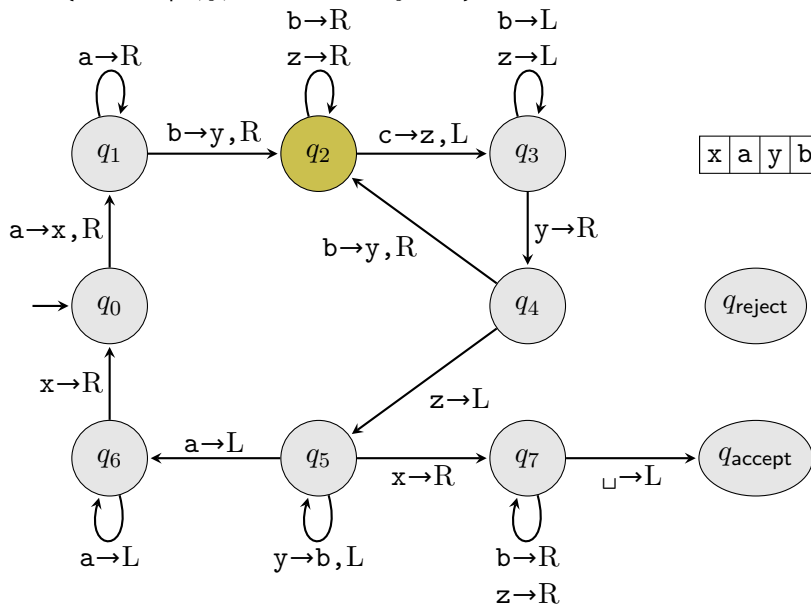 b→R b→L
a→R z→R z→L
b→y,R c→z,L
q1 q2 q3 x a y b
a→x,R b→y,R y→R
q0 q4 qreject
x→R z→L
a→L x→R ␣→L
q6 q5 q7 qaccept
a→L y→b,L b→R
z→R